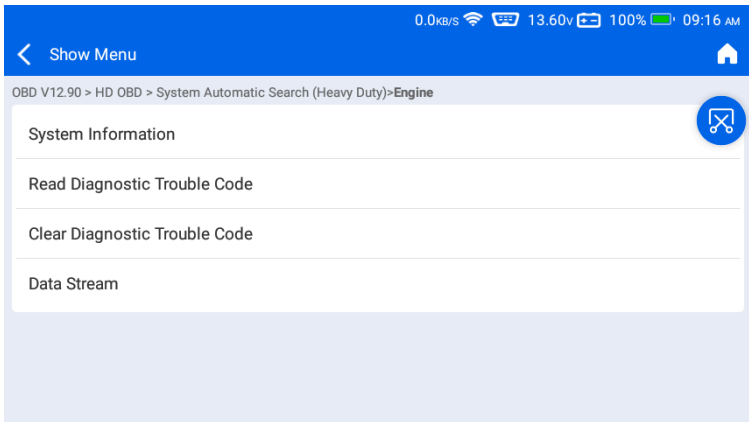 0.0KB/S 13.60V 100% 09:16 AM
Show Menu
OBD V12.90 > HD OBD > System Automatic Search (Heavy Duty)>Engine
System Information
Read Diagnostic Trouble Code
Clear Diagnostic Trouble Code
Data Stream